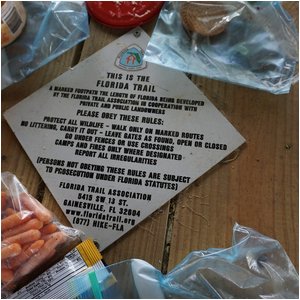 THIS IS THE
FLORIDA TRAIL
A MARKED FOOTPATH THE LENGTH OF FLORIDA BEING DEVELOPED
BY THE FLORIDA TRAIL ASSOCIATION IN COOPERATION WITH
PRIVATE AND PUBLIC LANDOWNERS
PLEASE OBEY THESE RULES:
PROTECT ALL WILDLIFE - WALK ONLY ON MARKED ROUTES
NO LITTERING, CARRY IT OUT - LEAVE GATES AS FOUND, OPEN OR CLOSED
GO UNDER FENCES OR USE CROSSINGS
CAMPS AND FIRES ONLY WHERE DESIGNATED
REPORT ALL IRREGULARITIES
(PERSONS NOT OBEYING THESE RULES ARE SUBJECT
TO PCOSECUTION UNDER FLORIDA STATUTES)
FLORIDA TRAIL ASSOCIATION
5415 SW 13 ST.
GAINESVILLE, FL 32604
www.floridatrail.org
(877) HIKE-FLA